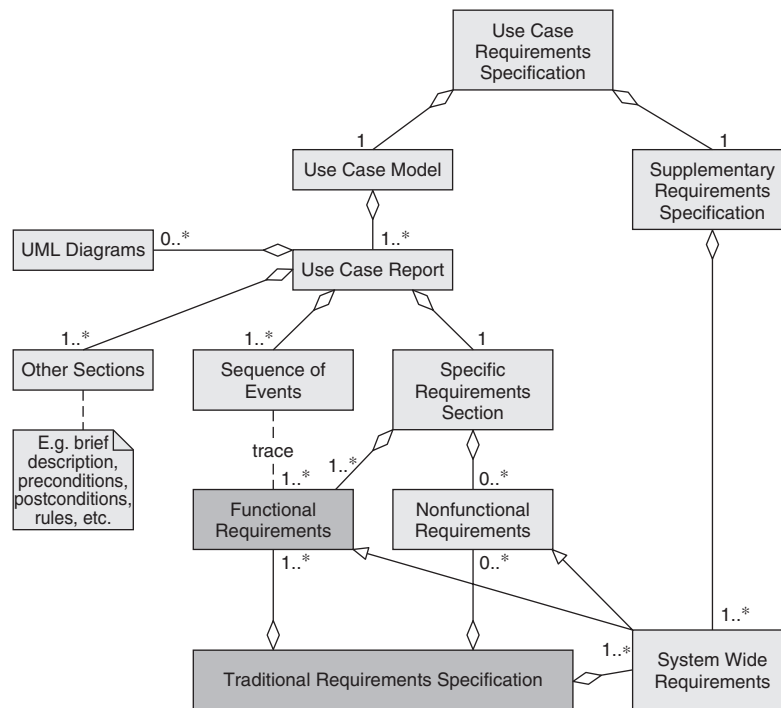 Use Case
Requirements
Specification
1
1
Use Case Model
Supplementary
Requirements
Specification
UML Diagrams
0..*
1..*
Use Case Report
1..*
1..*
1
Other Sections
Sequence of
Events
Specific
Requirements
Section
E.g. brief
description,
preconditions,
postconditions,
rules, etc.
trace
1..*
1..*
0..*
Functional
Requirements
Nonfunctional
Requirements
1..*
0..*
1..*
1..*
Traditional Requirements Specification
System Wide
Requirements